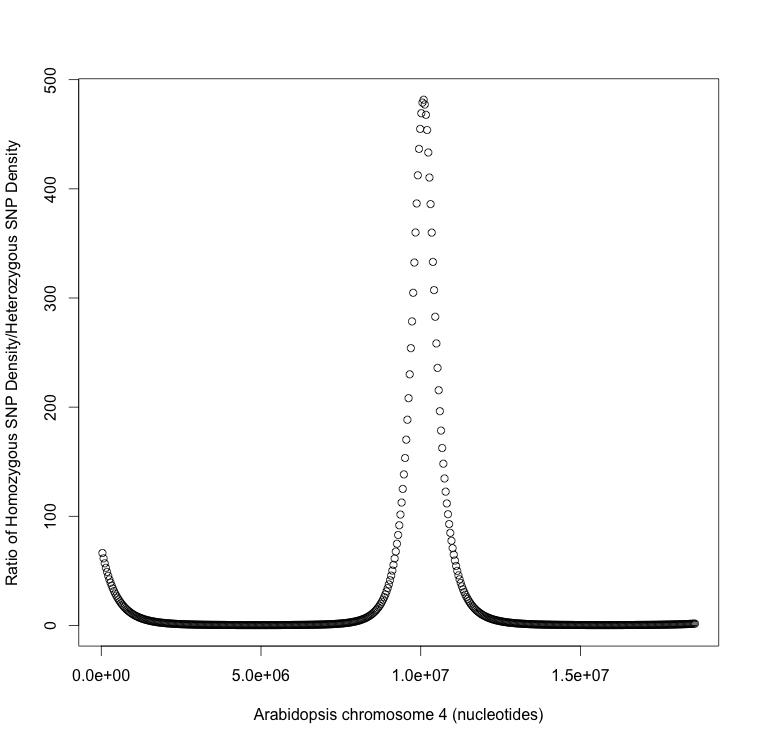 Ratio of Homozygous SNP Density/Heterozygous SNP Density
500
400
300
200
100
0
0.0e+00 5.0e+06 1.0e+07 1.5e+07
Arabidopsis chromosome 4 (nucleotides)